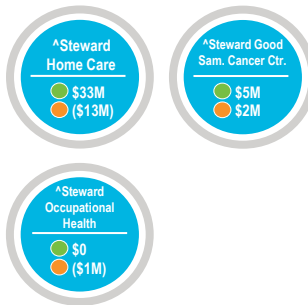 ^Steward
Home Care
$33M
($13M)
^Steward Good
Sam. Cancer Ctr.
$5M
$2M
^Steward
Occupational
Health
$0
($1M)